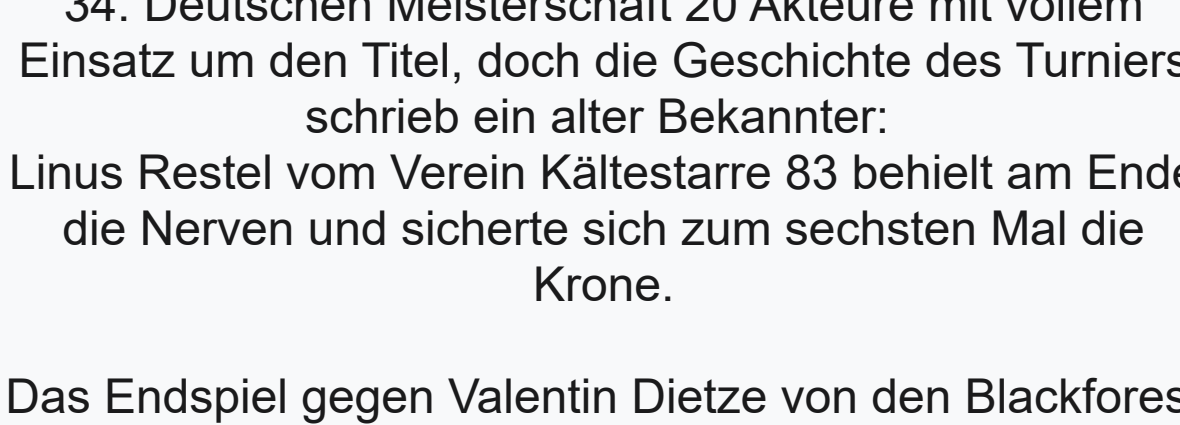 34. Deutschen Meisterschaft 20 Akteure mit vollem
Einsatz um den Titel, doch die Geschichte des Turniers
schrieb ein alter Bekannter:
Linus Restel vom Verein Kältestarre 83 behielt am Ende
die Nerven und sicherte sich zum sechsten Mal die
Krone.
Das Endspiel gegen Valentin Dietze von den Blackfores